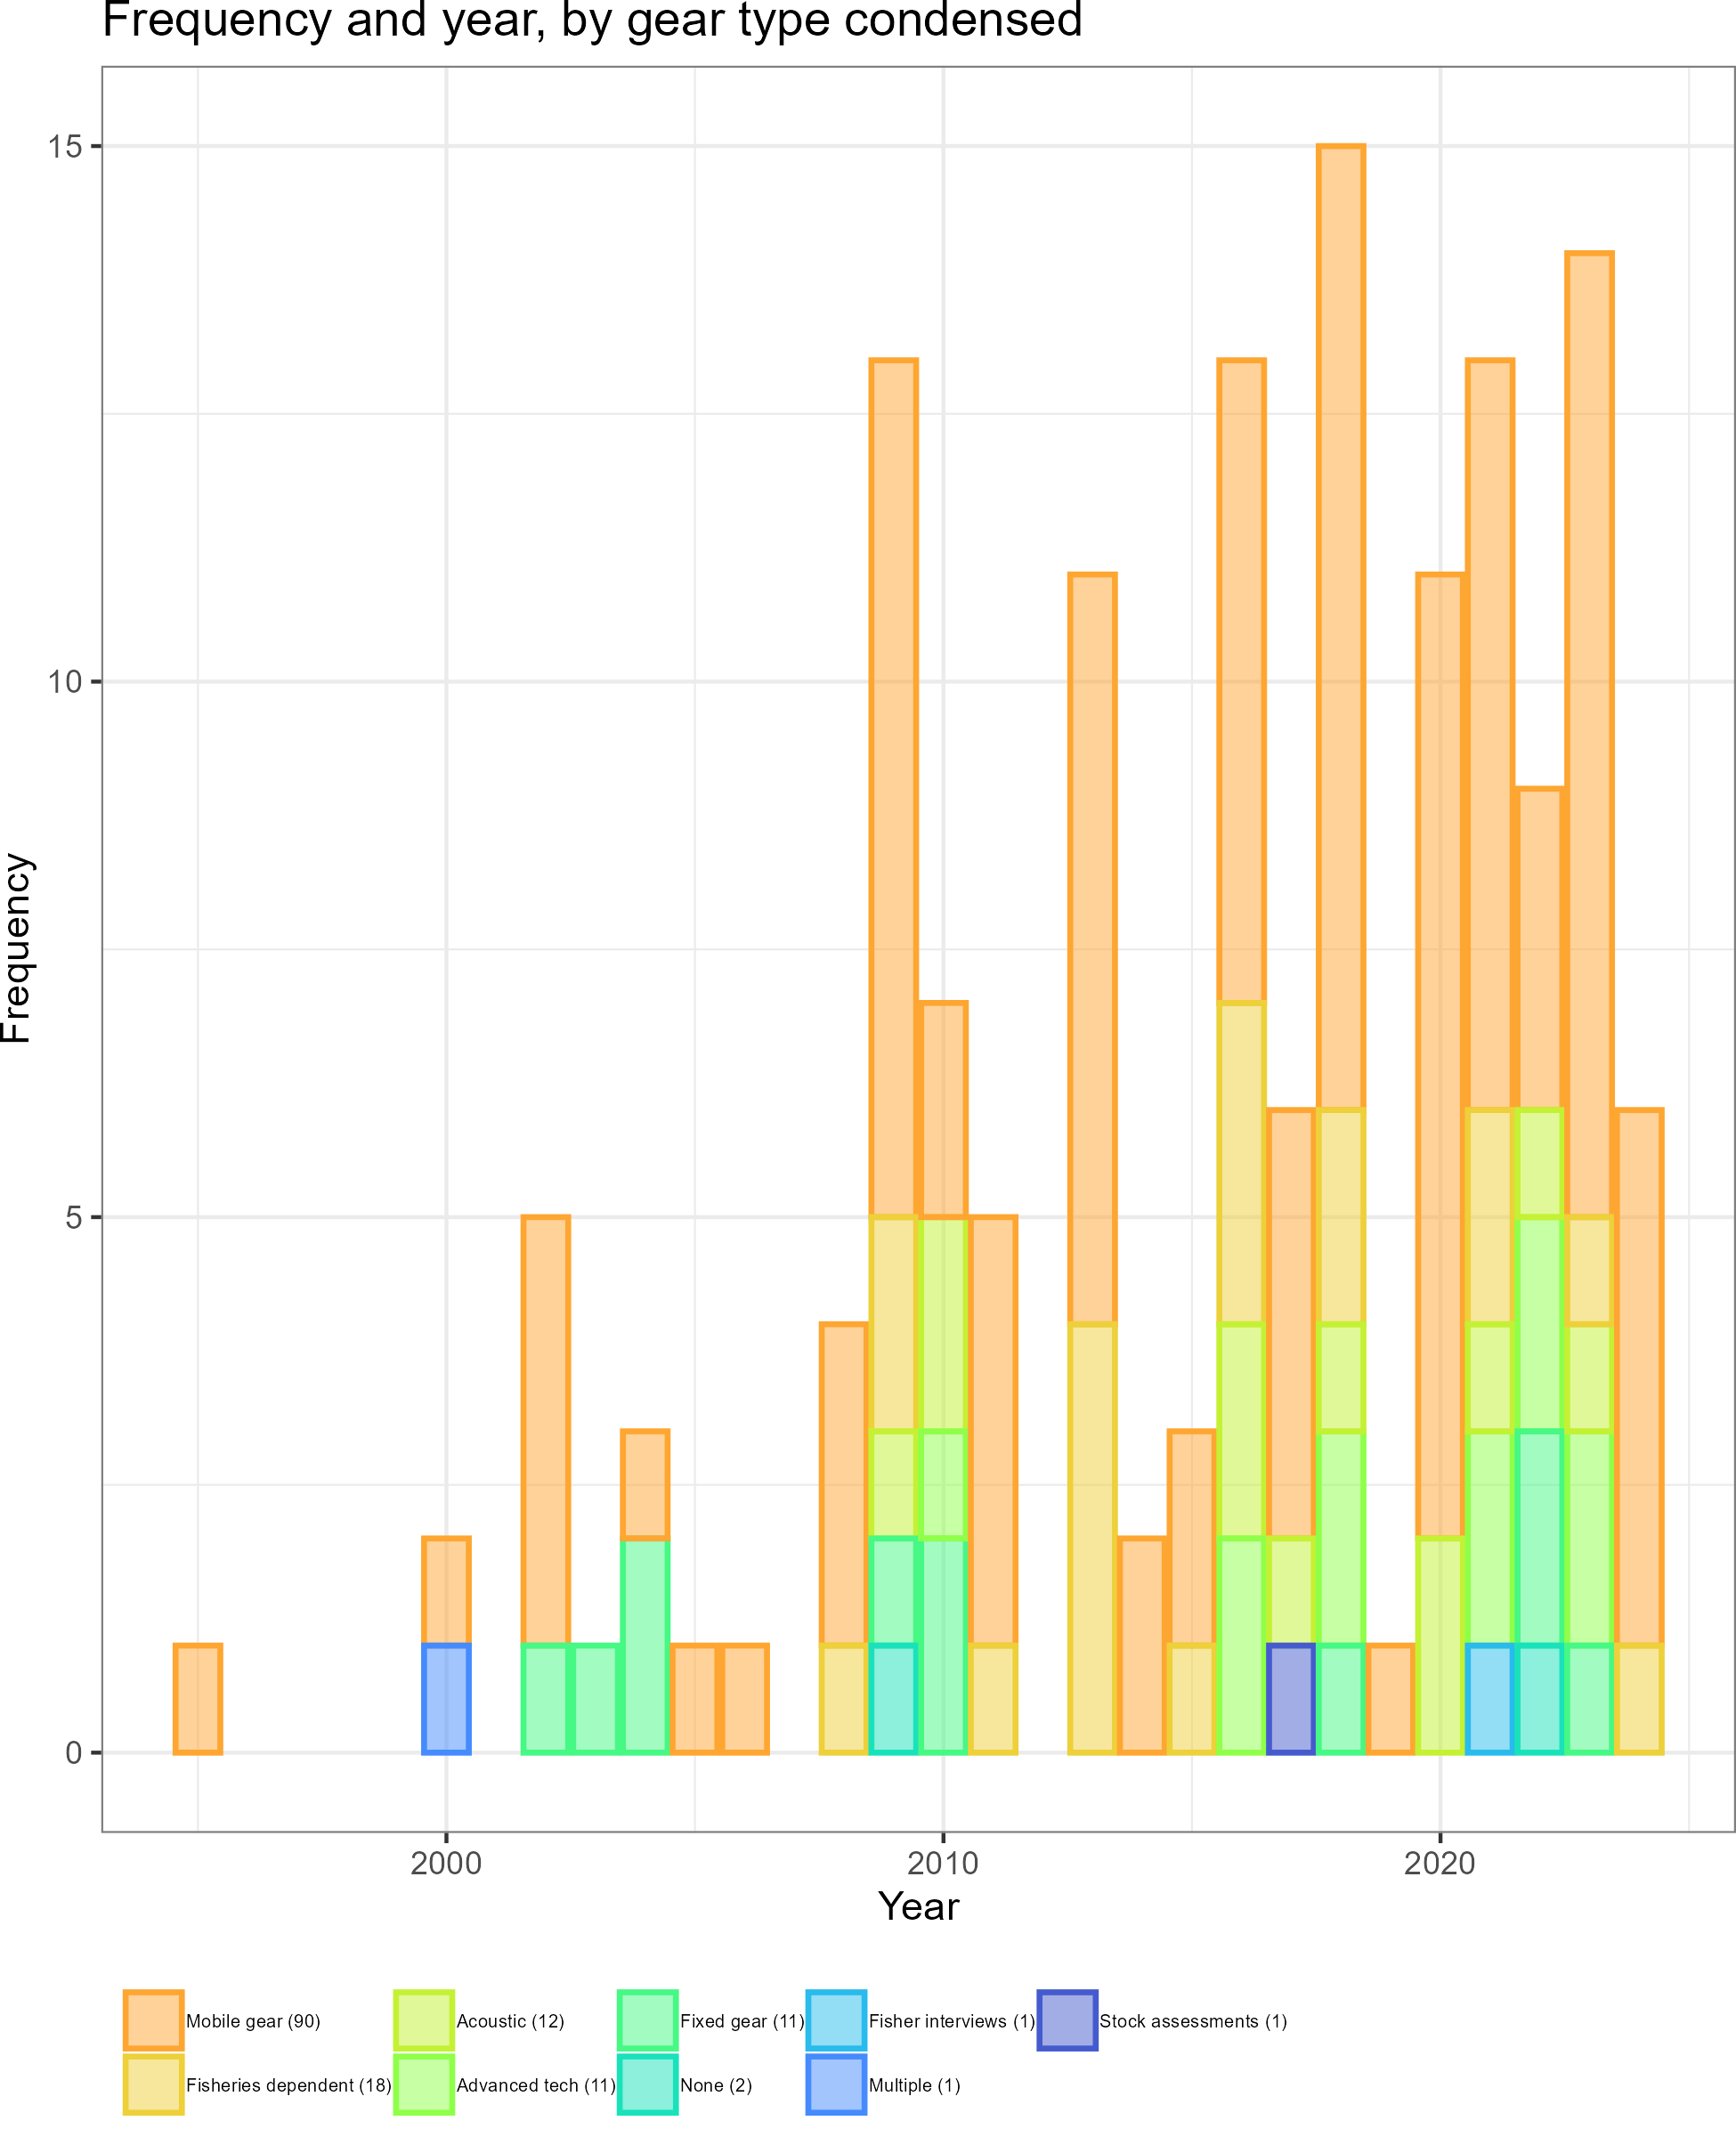 Frequency and year, by gear type condensed
15
10
5
0
Frequency
2000 2010 2020
Year
Mobile gear (90) Acoustic (12) Fixed gear (11) Fisher interviews (1) Stock assessments (1)
Fisheries dependent (18) Advanced tech (11) None (2) Multiple (1)